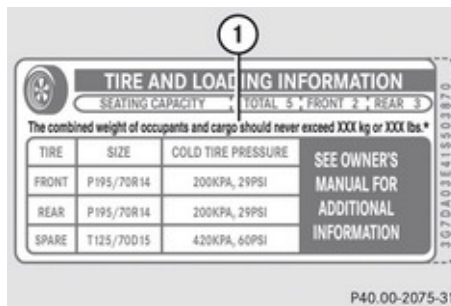 1
TIRE AND LOADING INFORMATION
SEATING CAPACITY TOTAL 5 FRONT 2 REAR 3
The combined weight of occupants and cargo should never exceed XXX kg or XXX lbs.*
TIRE SIZE COLD TIRE PRESSURE SEE OWNER'S MANUAL FOR ADDITIONAL INFORMATION
FRONT P195/70R14 200KPA, 29PSI
REAR P195/70R14 200KPA, 29PSI
SPARE T125/70D15 420KPA, 60PSI
3G7DA03E41S503870
P40.00-2075-31